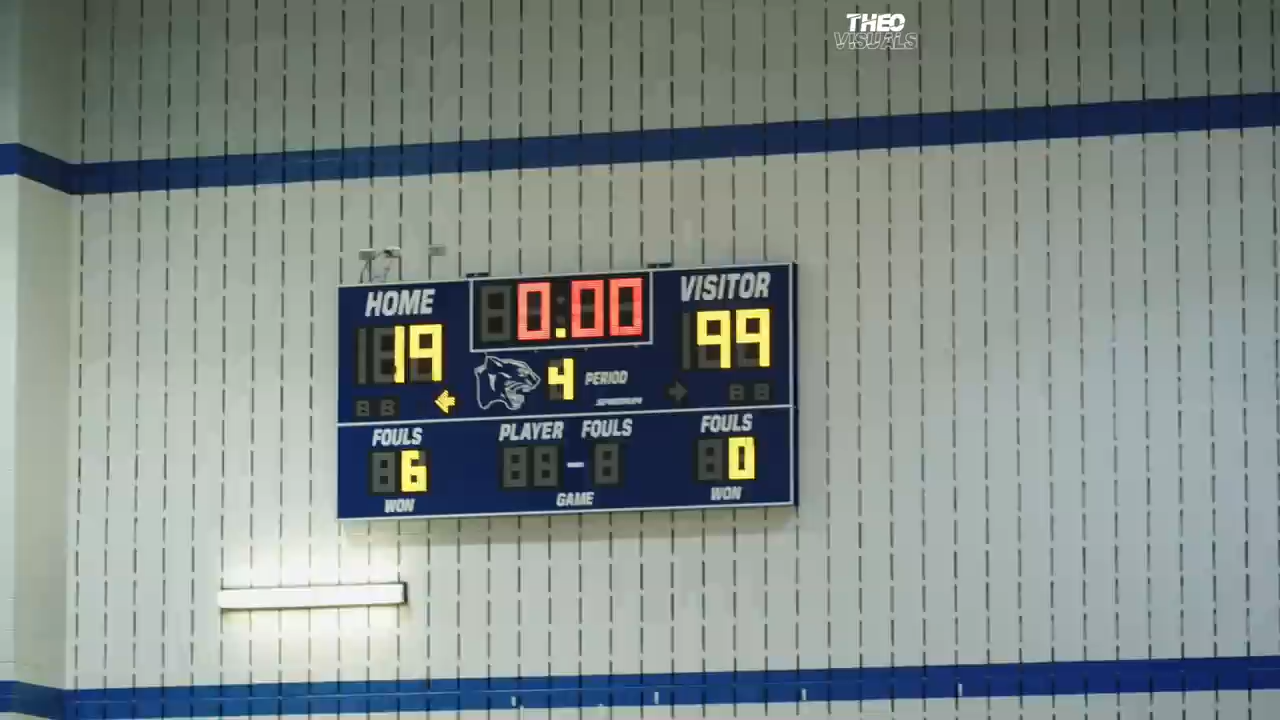 THEO
VISUALS
HOME 0.00 VISITOR
19 99
4 PERIOD
FOULS PLAYER FOULS FOULS
6 - 0
WON GAME WON